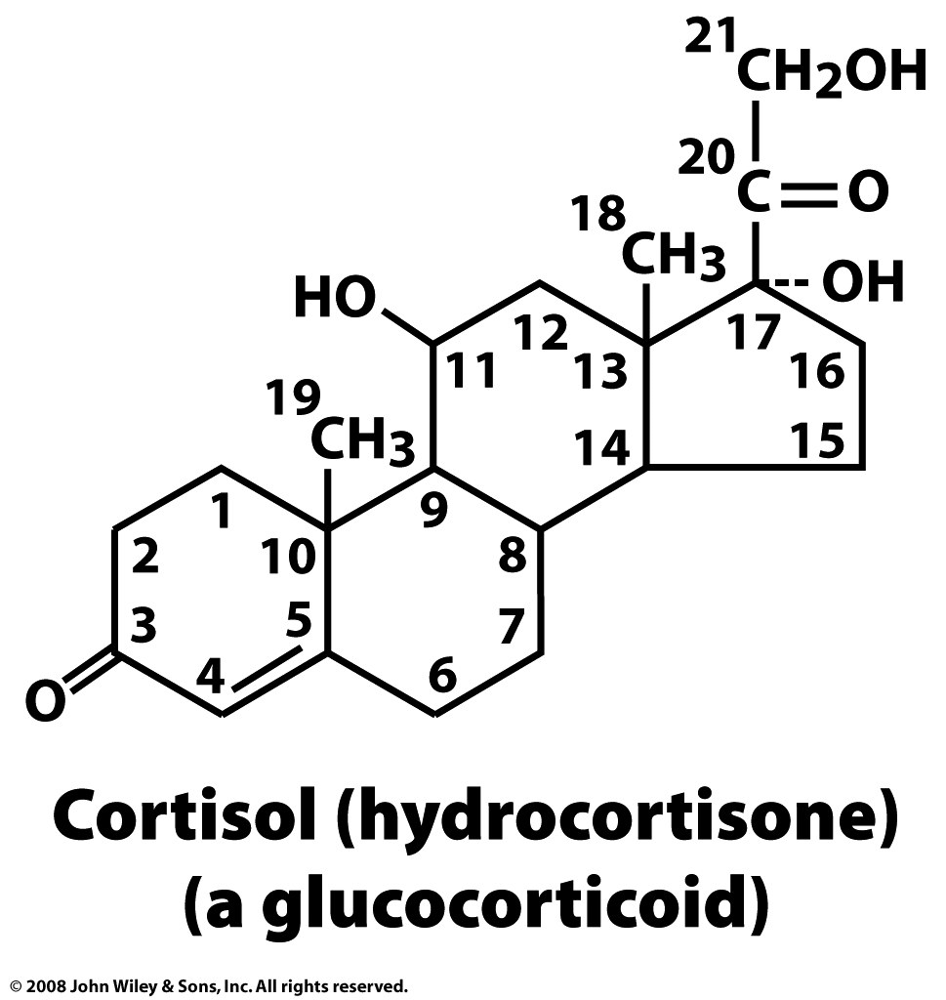 21
CH2OH
20
C
O
18
CH3
HO
OH
12
17
11
13
16
19
CH3
14
15
1
9
2
10
8
3
5
7
4
6
O
Cortisol (hydrocortisone)
(a glucocorticoid)
© 2008 John Wiley & Sons, Inc. All rights reserved.